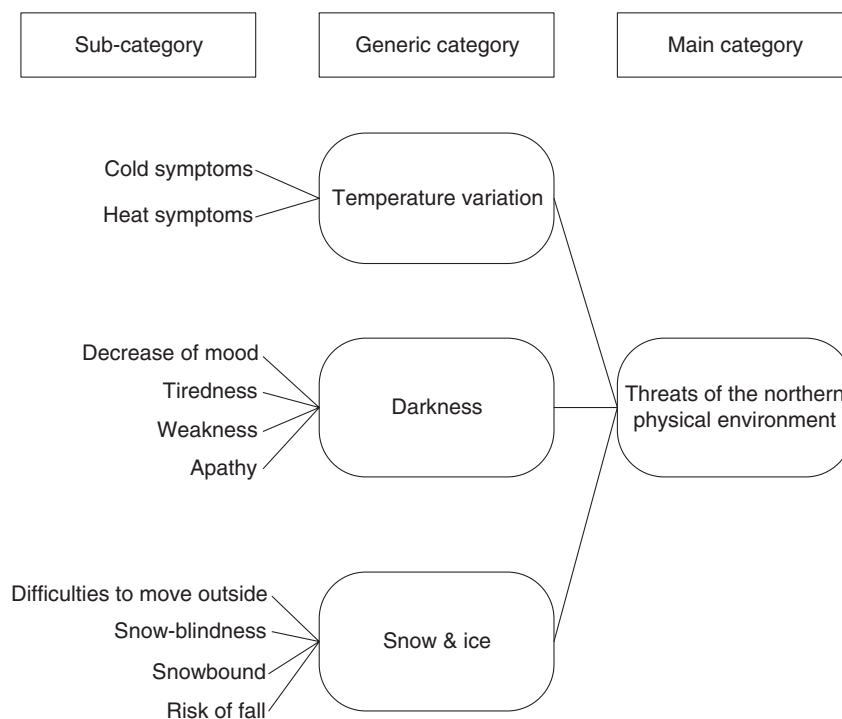 Sub-category
Generic category
Main category
Cold symptoms
Heat symptoms
Temperature variation
Decrease of mood
Tiredness
Weakness
Apathy
Darkness
Threats of the northern
physical environment
Difficulties to move outside
Snow-blindness
Snowbound
Risk of fall
Snow & ice